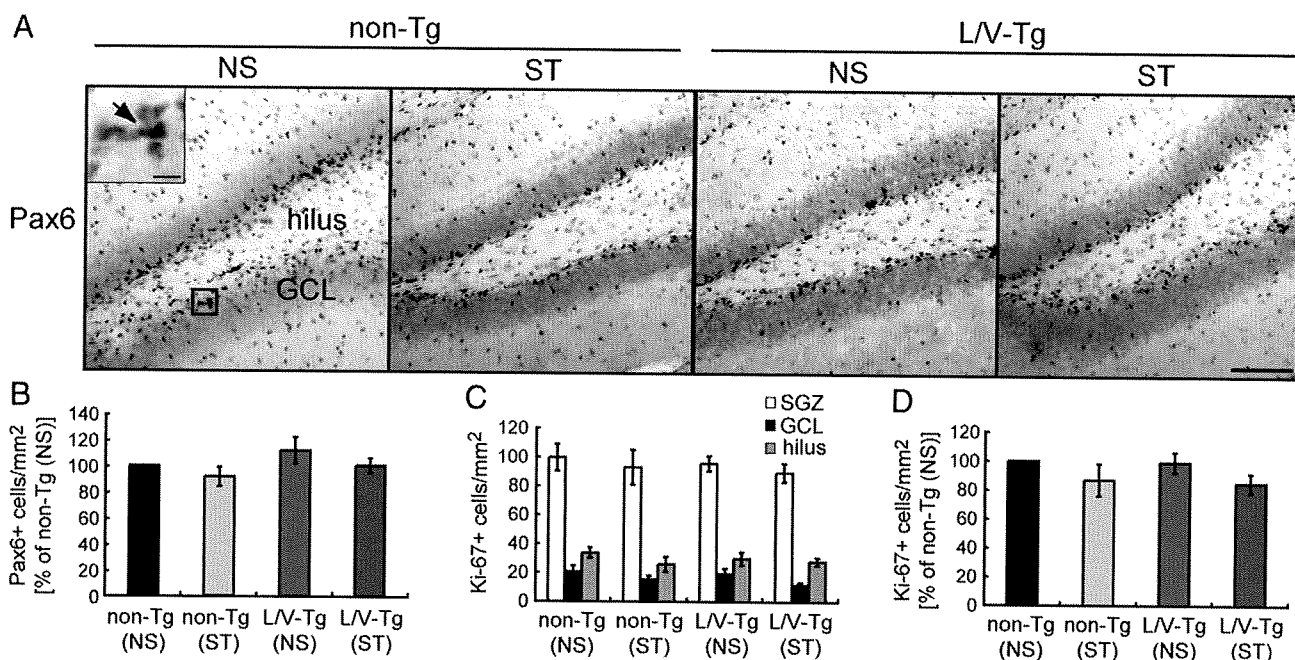 A
non-Tg
L/V-Tg
NS
ST
NS
ST
Pax6
hilus
GCL
B
Pax6+ cells/mm2
[% of non-Tg (NS)]
140
120
100
80
60
40
20
0
non-Tg
(NS)
non-Tg
(ST)
L/V-Tg
(NS)
L/V-Tg
(ST)
C
SGZ
GCL
hilus
Ki-67+ cells/mm2
100
80
60
40
20
0
non-Tg
(NS)
non-Tg
(ST)
L/V-Tg
(NS)
L/V-Tg
(ST)
D
Ki-67+ cells/mm2
[% of non-Tg (NS)]
120
100
80
60
40
20
0
non-Tg
(NS)
non-Tg
(ST)
L/V-Tg
(NS)
L/V-Tg
(ST)